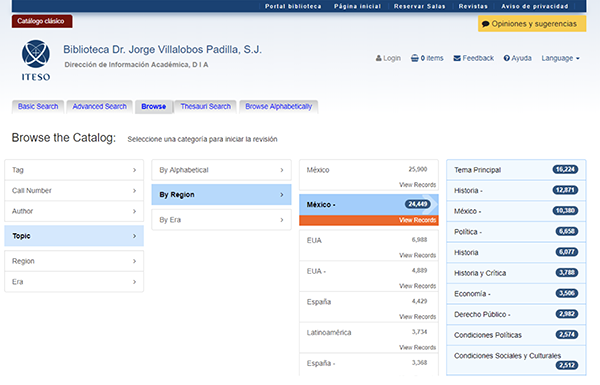 Portal biblioteca Página inicial Reservar Salas Revistas Aviso de privacidad
Catálogo clásico
Opiniones y sugerencias
ITESO
Biblioteca Dr. Jorge Villalobos Padilla, S.J.
Dirección de Información Académica, D I A
Login 0 items Feedback Ayuda Language
Basic Search Advanced Search Browse Thesauri Search Browse Alphabetically
Browse the Catalog: Seleccione una categoría para iniciar la revisión
Tag
Call Number
Author
Topic
Region
Era
By Alphabetical
By Region
By Era
México 25,900
View Records
México - 24,449
View Records
EUA 6,988
View Records
EUA - 4,889
View Records
España 4,429
View Records
Latinoamérica 3,734
View Records
España - 3,368
Tema Principal 16,224
Historia - 12,871
México - 10,380
Política - 6,658
Historia 6,077
Historia y Crítica 3,788
Economía - 3,506
Derecho Público - 2,982
Condiciones Políticas 2,574
Condiciones Sociales y Culturales
2,512